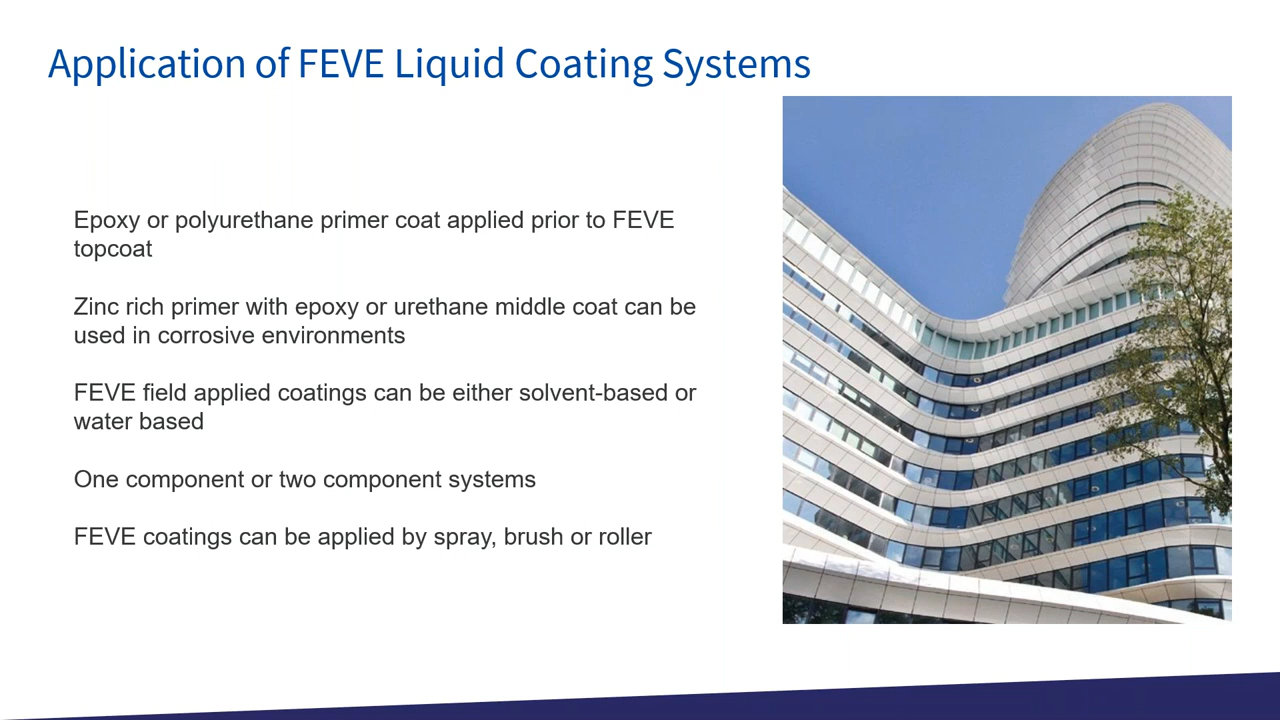 Application of FEVE Liquid Coating Systems
Epoxy or polyurethane primer coat applied prior to FEVE
topcoat
Zinc rich primer with epoxy or urethane middle coat can be
used in corrosive environments
FEVE field applied coatings can be either solvent-based or
water based
One component or two component systems
FEVE coatings can be applied by spray, brush or roller